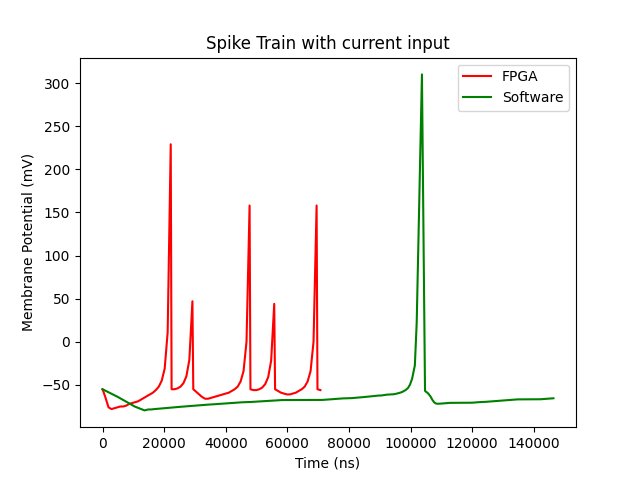 Spike Train with current input
FPGA
Software
300
250
200
150
100
50
0
−50
Membrane Potential (mV)
0 20000 40000 60000 80000 100000 120000 140000
Time (ns)